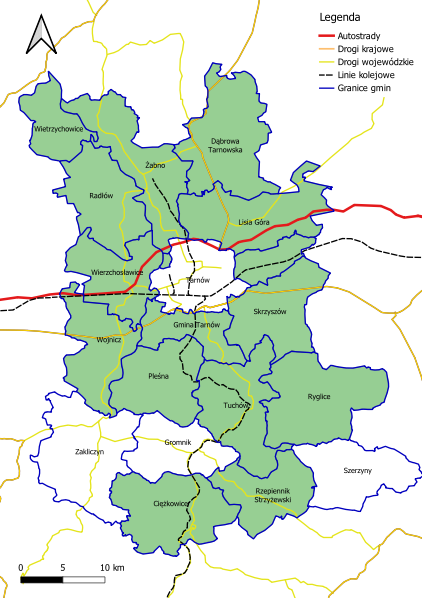 Legenda
Autostrady
Drogi krajowe
Drogi wojewódzkie
Linie kolejowe
Granice gmin
Wietrzychowice
Dąbrowa
Tarnowska
Żabno
Radłów
Lisia Góra
Wierzchosławice
Tarnów
Skrzyszów
Gmina Tarnów
Wojnicz
Pleśna
Ryglice
Tuchów
Gromnik
Zakliczyn
Szerzyny
Rzepiennik
Strzyżewski
Ciężkowice
0 5 10 km